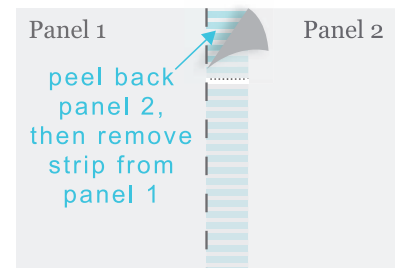 Panel 1
Panel 2
peel back
panel 2,
then remove
strip from
panel 1